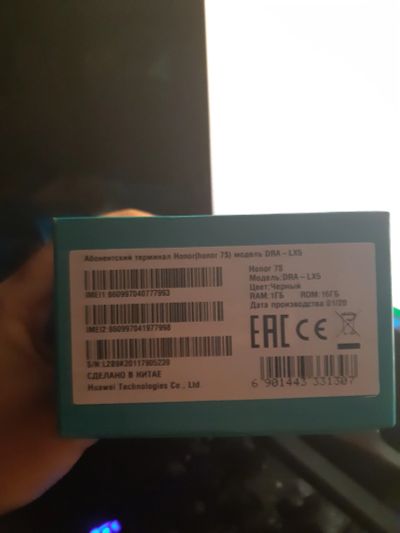 Абонентский терминал Honor(honor 7S) модель DRA – LX5
IMEI1:860997040777993
IMEI2:860997041977998
S/N:L2B9K20117905220
СДЕЛАНО В КИТАЕ
Huawei Technologies Co., Ltd.
Honor 7S
Модель:DRA – LX5
Цвет:Черный
RAM:1ГБ ROM:16ГБ
Дата производства 01/20
EAC CE
6 901443 331307